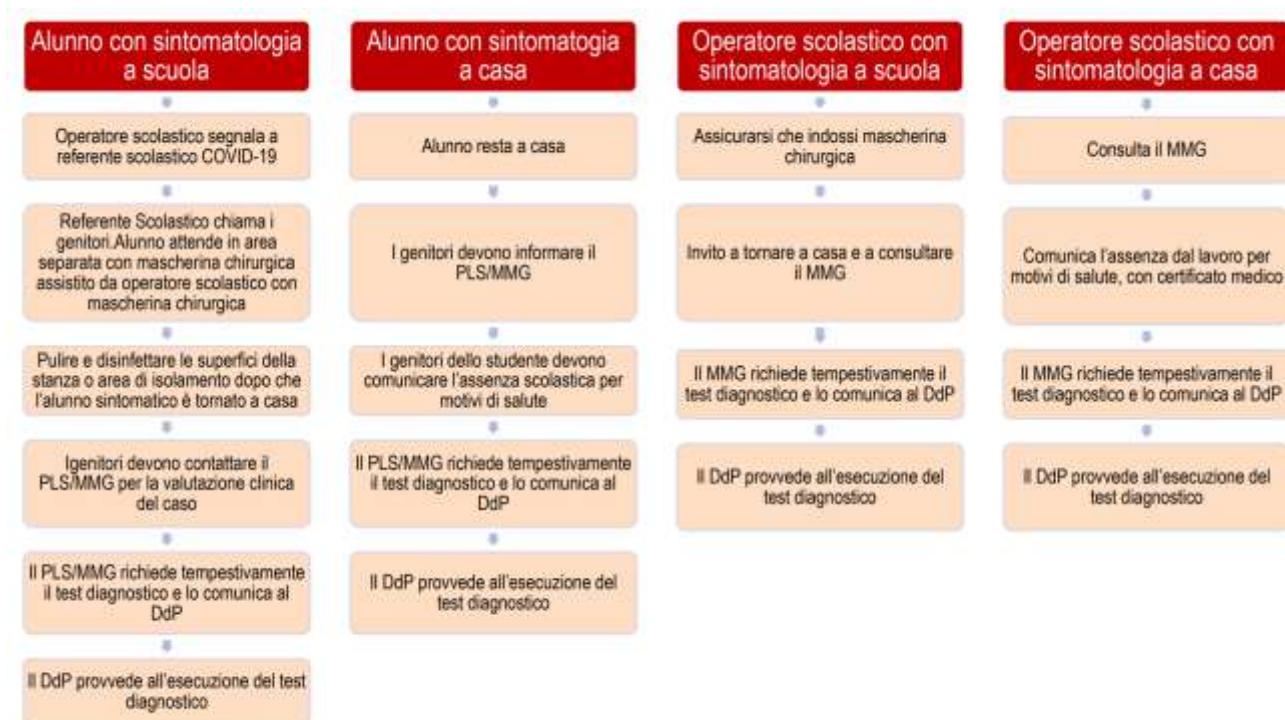 Alunno con sintomatologia
a scuola
Operatore scolastico segnala a
referente scolastico COVID-19
Referente Scolastico chiama i
genitori.Alunno attende in area
separata con mascherina chirurgica
assistito da operatore scolastico con
mascherina chirurgica
Pulire e disinfettare le superfici della
stanza o area di isolamento dopo che
l'alunno sintomatico è tornato a casa
Igenitori devono contattare il
PLS/MMG per la valutazione clinica
del caso
Il PLS/MMG richiede tempestivamente
il test diagnostico e lo comunica al
DdP
Il DdP provvede all'esecuzione del test
diagnostico
Alunno con sintomatogia
a casa
Alunno resta a casa
I genitori devono informare il
PLS/MMG
I genitori dello studente devono
comunicare l'assenza scolastica per
motivi di salute
Il PLS/MMG richiede tempestivamente
il test diagnostico e lo comunica al
DdP
Il DdP provvede all'esecuzione del
test diagnostico
Operatore scolastico con
sintomatologia a scuola
Assicurarsi che indossi mascherina
chirurgica
Invito a tornare a casa e a consultare
il MMG
Il MMG richiede tempestivamente il
test diagnostico e lo comunica al DdP
Il DdP provvede all'esecuzione del
test diagnostico
Operatore scolastico con
sintomatologia a casa
Consulta il MMG
Comunica l'assenza dal lavoro per
motivi di salute, con certificato medico
Il MMG richiede tempestivamente il
test diagnostico e lo comunica al DdP
Il DdP provvede all'esecuzione del
test diagnostico